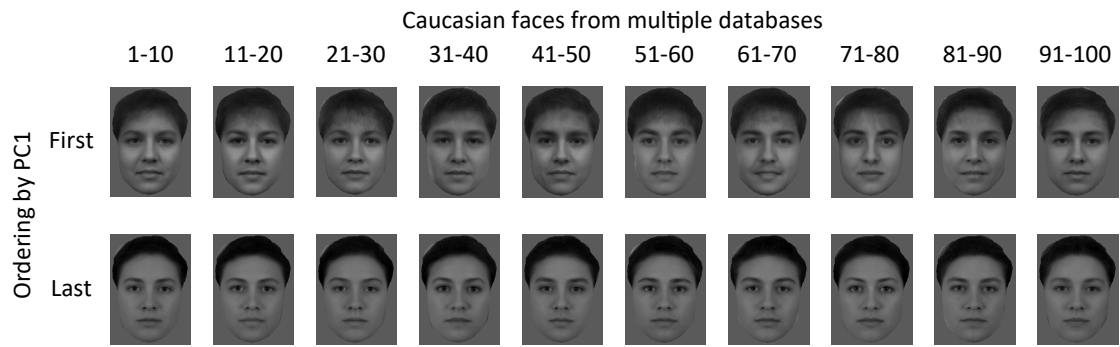 Caucasian faces from multiple databases
1-10 11-20 21-30 31-40 41-50 51-60 61-70 71-80 81-90 91-100
Ordering by PC1
First
Last